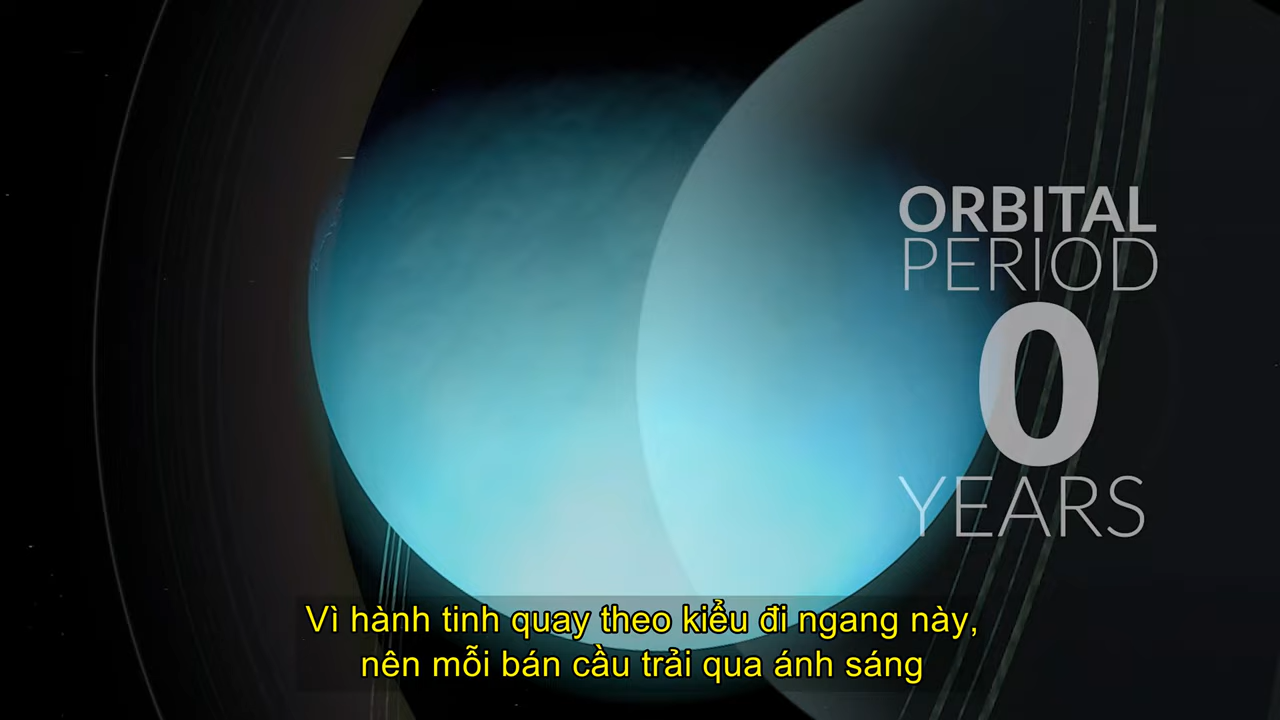 ORBITAL
PERIOD
0
YEARS
Vì hành tinh quay theo kiểu đi ngang này,
nên mỗi bán cầu trải qua ánh sáng